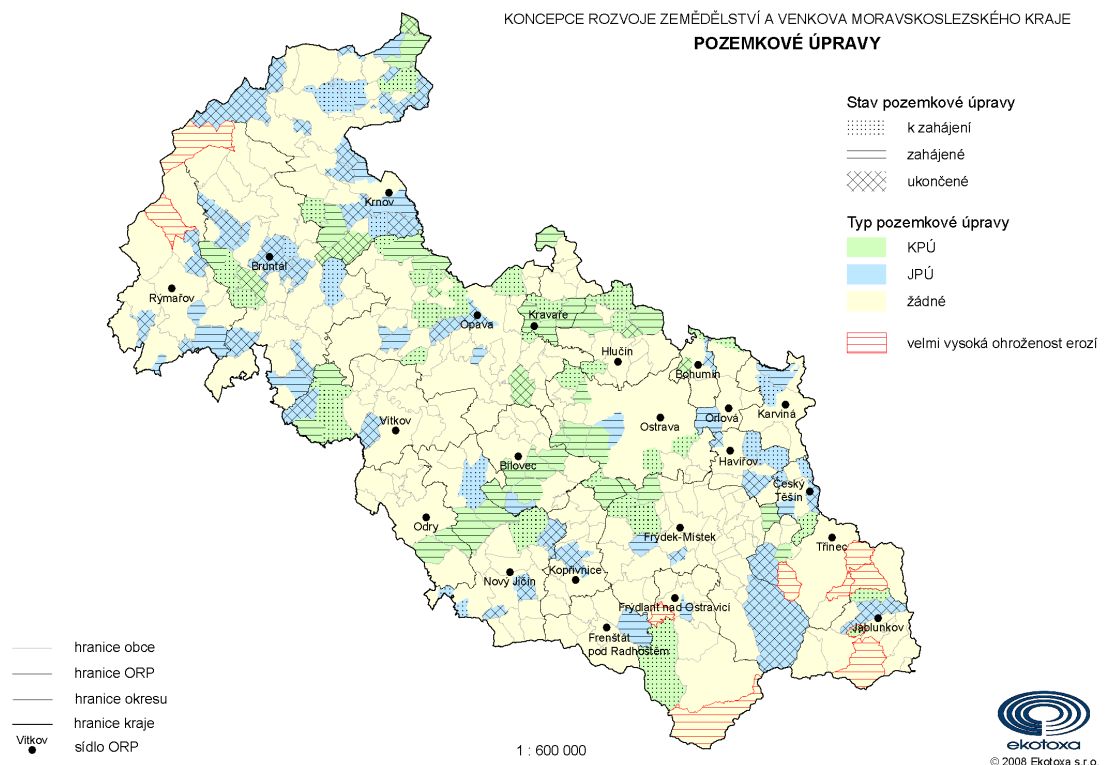 KONCEPCE ROZVOJE ZEMĚDĚLSTVÍ A VENKOVA MORAVSKOSLEZSKÉHO KRAJE
POZEMKOVÉ ÚPRAVY
Stav pozemkové úpravy
k zahájení
zahájené
ukončené
Typ pozemkové úpravy
KPÚ
JPÚ
žádné
velmi vysoká ohroženost erozí
Krnov
Bruntál
Rýmařov
Opava
Kravaře
Hlučín
Bohumín
Vítkov
Ostrava
Orlová
Karviná
Bílovec
Havířov
Český
Těšín
Odry
Frýdek-Místek
Třinec
Nový Jičín
Kopřivnice
Frýdlant nad Ostravicí
Jablunkov
Frenštát
pod Radhoštěm
hranice obce
hranice ORP
hranice okresu
hranice kraje
Vítkov
sídlo ORP
1 : 600 000
ekotoxa
© 2008 Ekotoxa s.r.o.